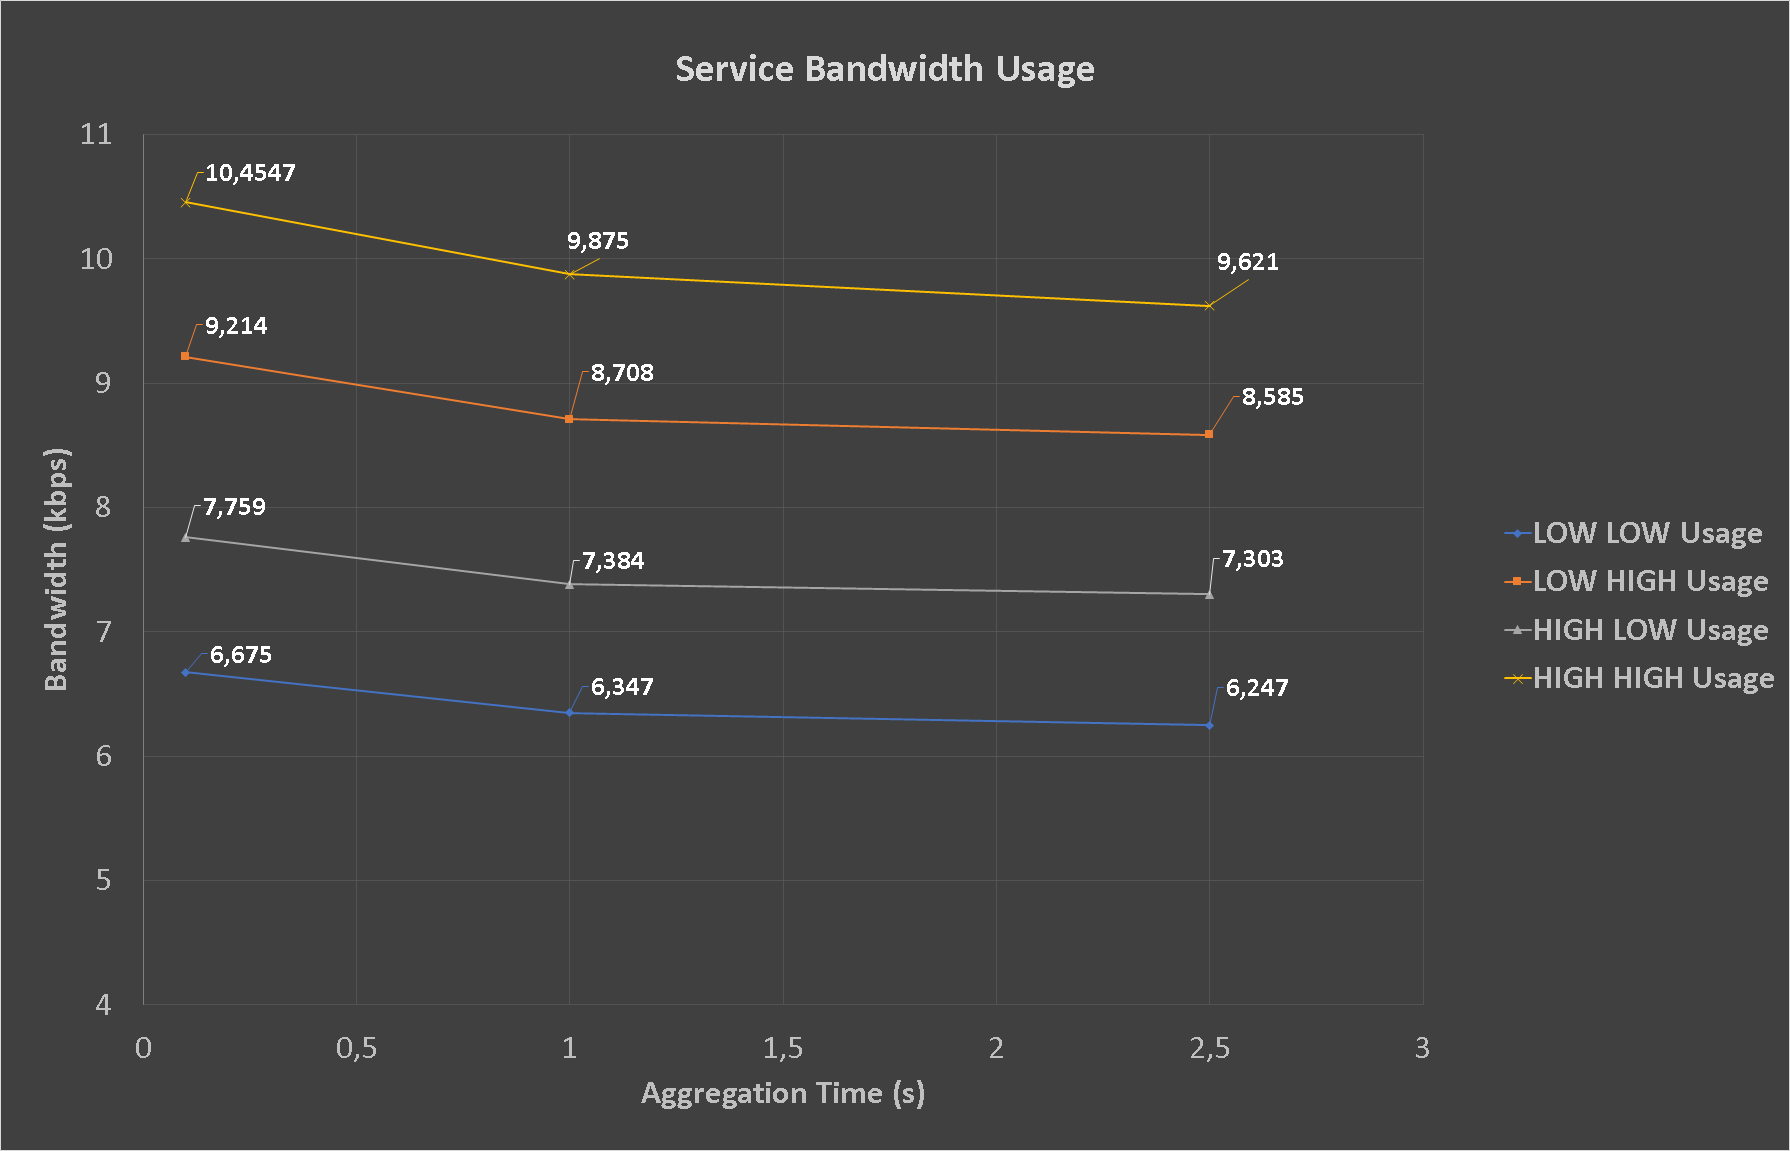 Service Bandwidth Usage
11
10
9
8
7
6
5
4
Bandwidth (kbps)
10,4547
9,875
9,621
9,214
8,708
8,585
7,759
7,384
7,303
6,675
6,347
6,247
LOW LOW Usage
LOW HIGH Usage
HIGH LOW Usage
HIGH HIGH Usage
0 0,5 1 1,5 2 2,5 3
Aggregation Time (s)